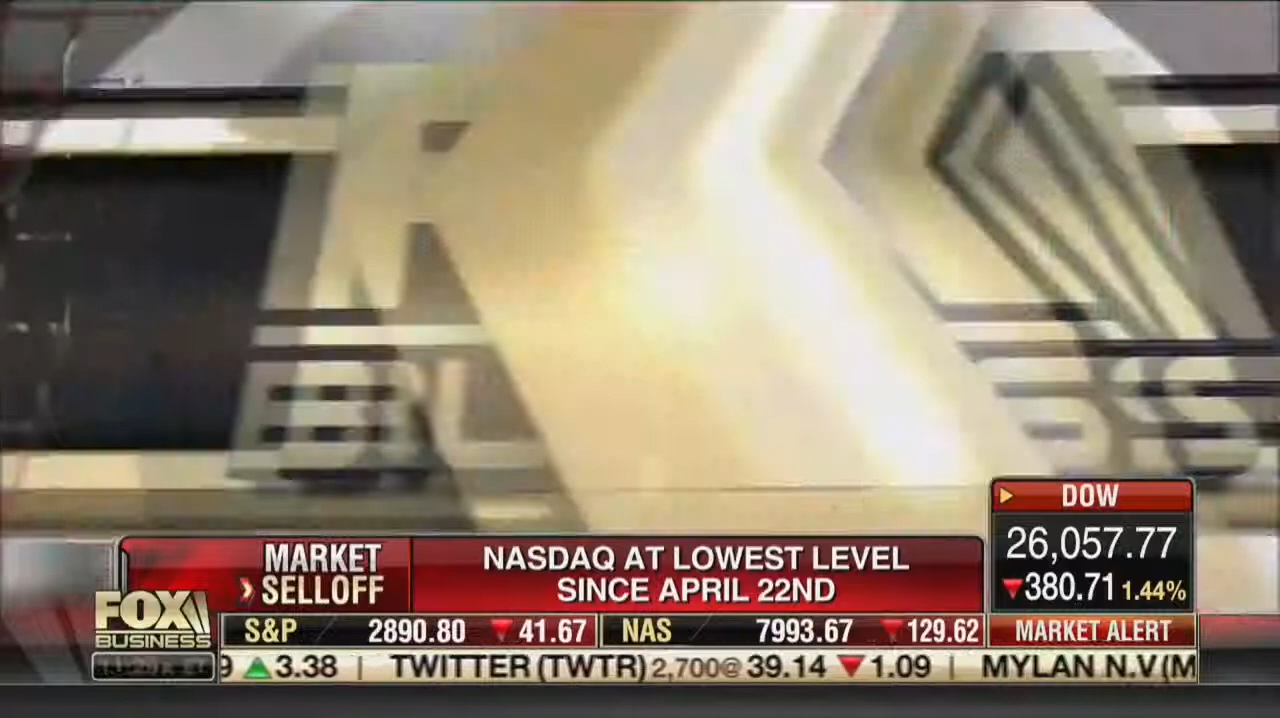 DOW
26,057.77
▼380.71 1.44%
MARKET ALERT
MARKET
SELLOFF
NASDAQ AT LOWEST LEVEL
SINCE APRIL 22ND
FOX
BUSINESS
S&P 2890.80 ▼41.67 NAS 7993.67 ▼129.62
9 ▲3.38 | TWITTER (TWTR) 2,700@ 39.14 ▼1.09 | MYLAN N.V(M